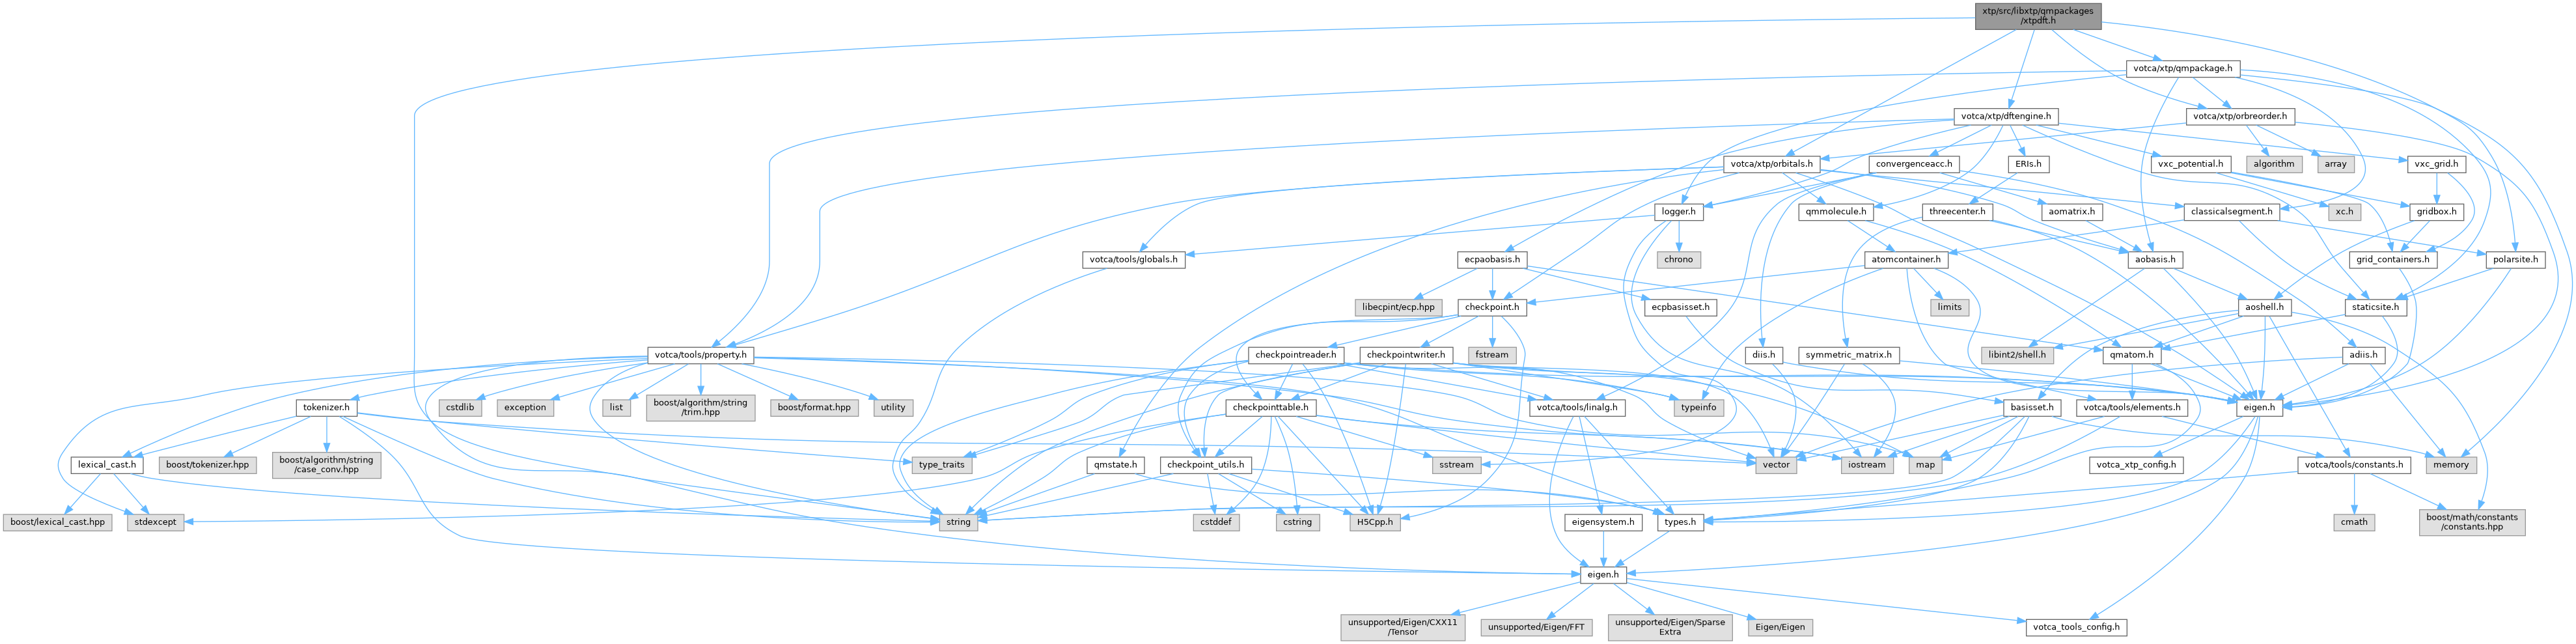 xtp/src/libxtp/qmpackages
/xtpdft.h
votca/xtp/qmpackage.h
votca/xtp/dftengine.h
votca/xtp/orbreorder.h
votca/xtp/orbitals.h
convergenceacc.h
ERIs.h
vxc_potential.h
algorithm
array
vxc_grid.h
logger.h
qmmolecule.h
threecenter.h
aomatrix.h
classicalsegment.h
xc.h
gridbox.h
votca/tools/globals.h
chrono
ecpaobasis.h
atomcontainer.h
aobasis.h
grid_containers.h
polarsite.h
libecpint/ecp.hpp
checkpoint.h
ecpbasisset.h
limits
aoshell.h
staticsite.h
votca/tools/property.h
checkpointreader.h
checkpointwriter.h
fstream
diis.h
symmetric_matrix.h
libint2/shell.h
qmatom.h
adiis.h
tokenizer.h
cstdlib
exception
list
boost/algorithm/string
/trim.hpp
boost/format.hpp
utility
checkpointtable.h
votca/tools/linalg.h
typeinfo
basisset.h
votca/tools/elements.h
eigen.h
lexical_cast.h
boost/tokenizer.hpp
boost/algorithm/string
/case_conv.hpp
type_traits
qmstate.h
checkpoint_utils.h
sstream
vector
iostream
map
votca_xtp_config.h
votca/tools/constants.h
memory
boost/lexical_cast.hpp
stdexcept
string
cstddef
cstring
H5Cpp.h
eigensystem.h
types.h
cmath
boost/math/constants
/constants.hpp
eigen.h
unsupported/Eigen/CXX11
/Tensor
unsupported/Eigen/FFT
unsupported/Eigen/Sparse
Extra
Eigen/Eigen
votca_tools_config.h